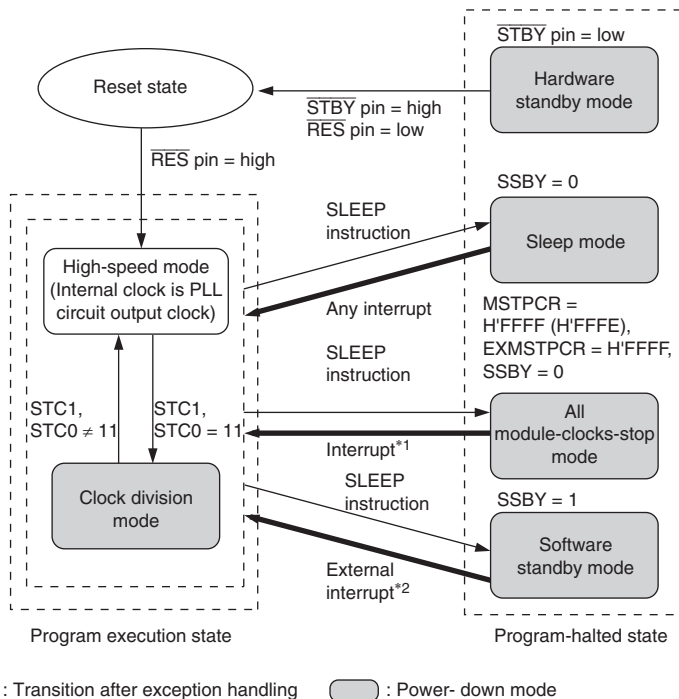 STBY pin = low
Reset state
Hardware
standby mode
STBY pin = high
RES pin = low
RES pin = high
SSBY = 0
SLEEP
instruction
Sleep mode
High-speed mode
(Internal clock is PLL
circuit output clock)
Any interrupt
MSTPCR =
H'FFFF (H'FFFE),
EXMSTPCR = H'FFFF,
SSBY = 0
SLEEP
instruction
STC1,
STC0 ≠ 11
STC1,
STC0 = 11
All
module-clocks-stop
mode
Interrupt*1
Clock division
mode
SLEEP
instruction
SSBY = 1
Software
standby mode
External
interrupt*2
Program execution state
Program-halted state
: Transition after exception handling
: Power- down mode